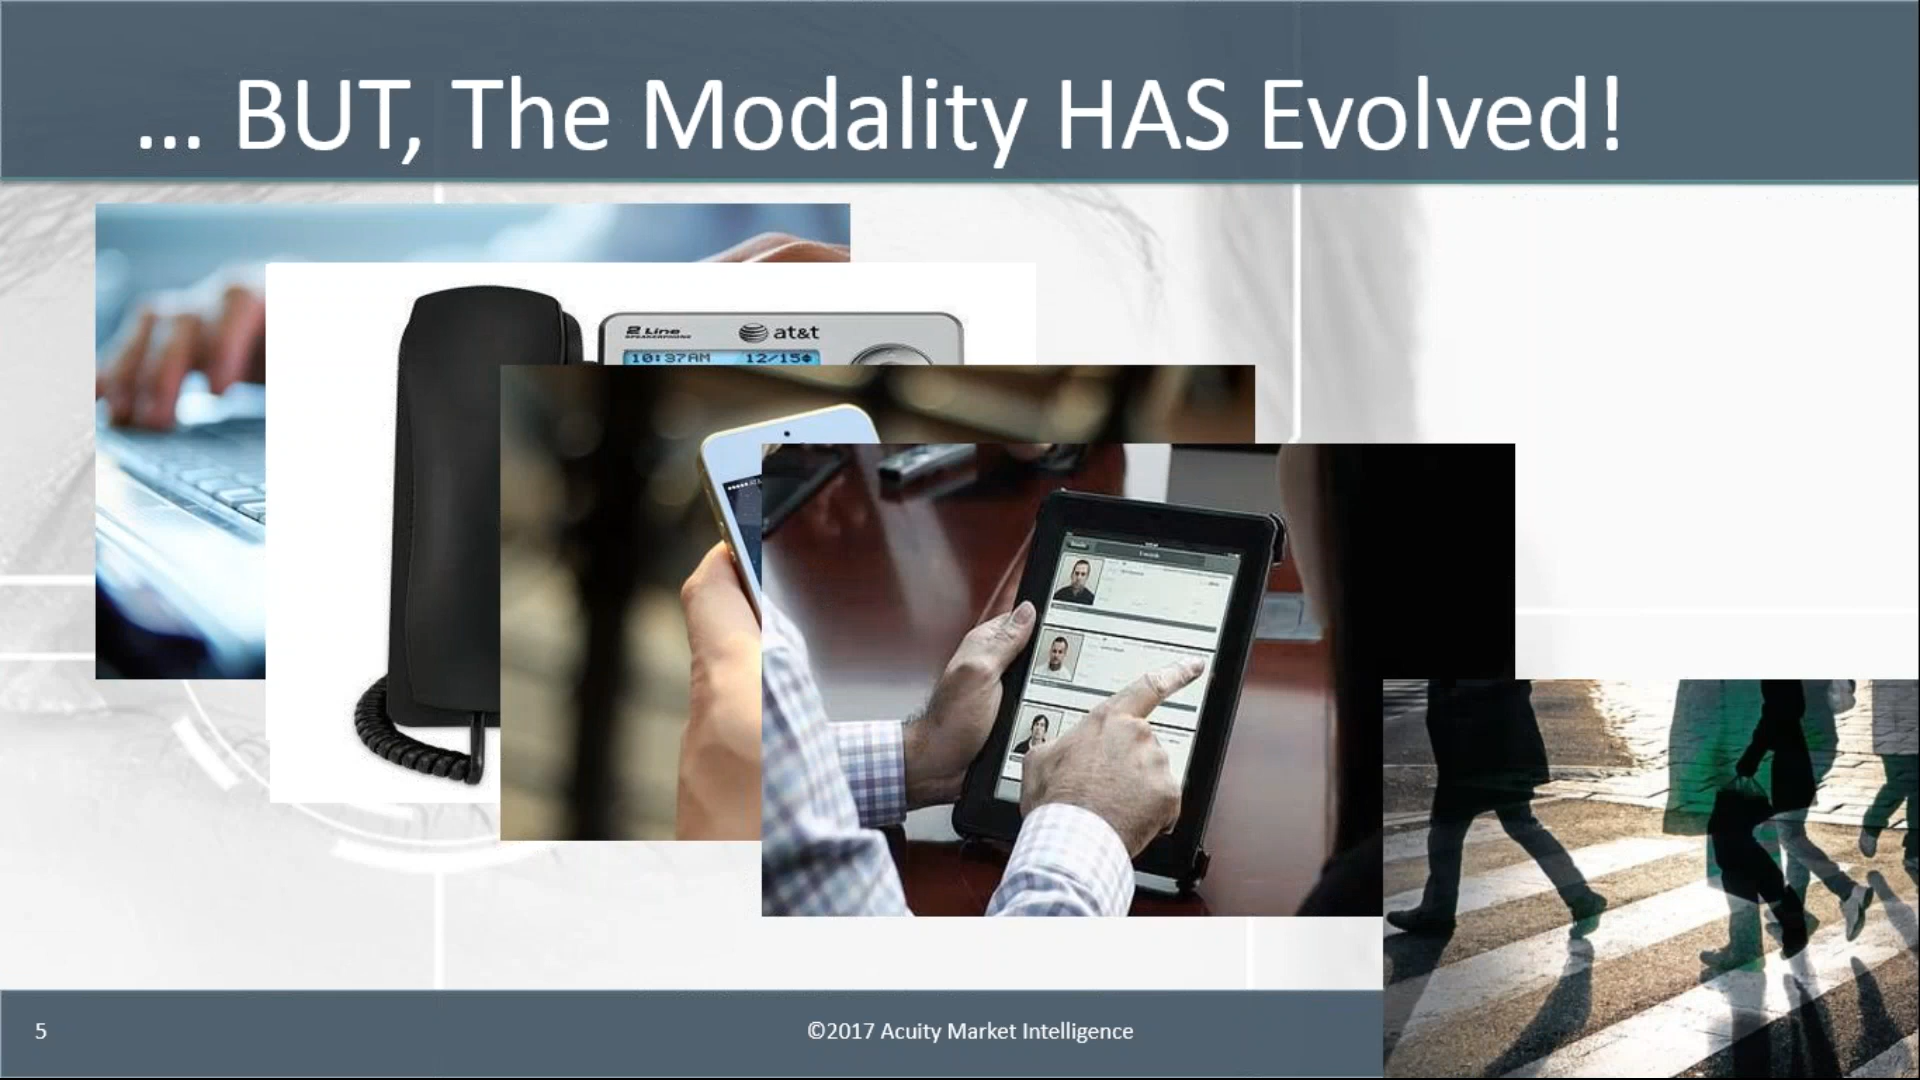 ... BUT, The Modality HAS Evolved!
2 Line
SPEAKERPHONE
at&t
10:37AM 12/15
5
©2017 Acuity Market Intelligence